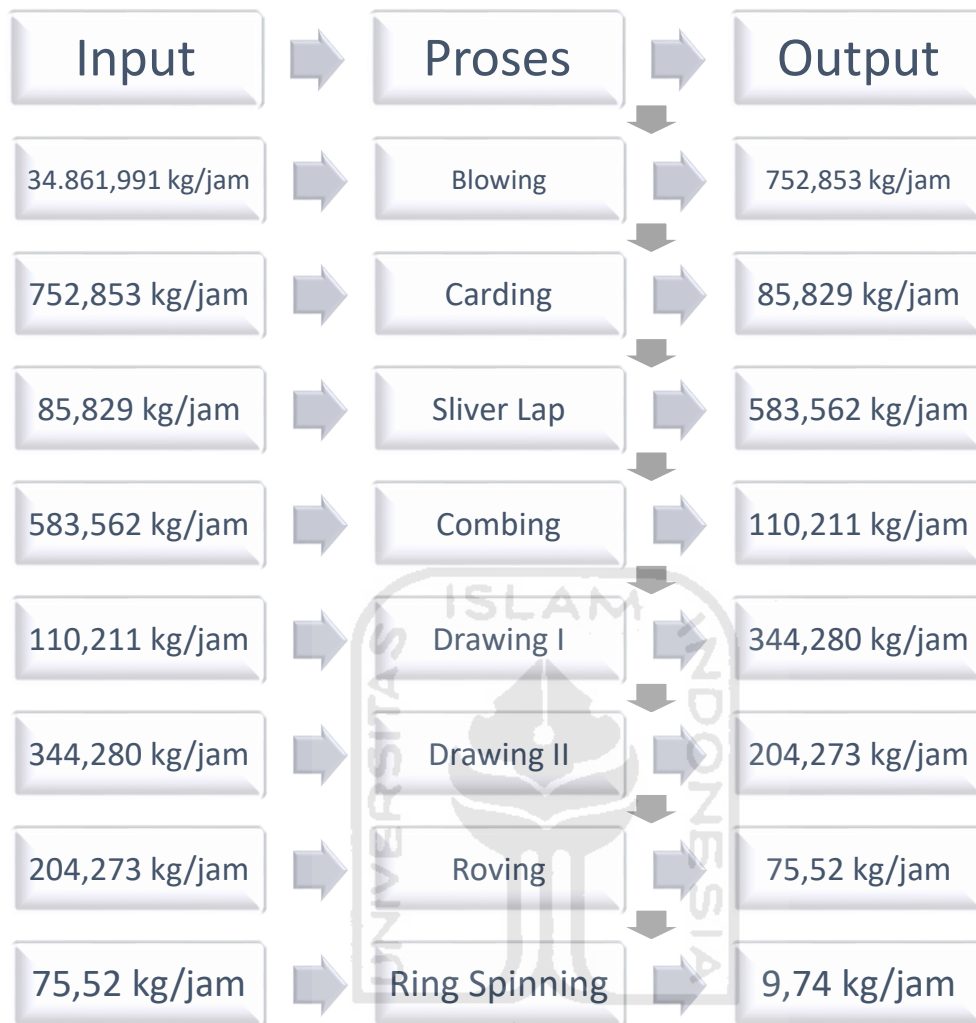 Input
Proses
Output
34.861,991 kg/jam
Blowing
752,853 kg/jam
752,853 kg/jam
Carding
85,829 kg/jam
85,829 kg/jam
Sliver Lap
583,562 kg/jam
583,562 kg/jam
Combing
110,211 kg/jam
110,211 kg/jam
Drawing I
344,280 kg/jam
344,280 kg/jam
Drawing II
204,273 kg/jam
204,273 kg/jam
Roving
75,52 kg/jam
75,52 kg/jam
Ring Spinning
9,74 kg/jam
UNIVERSITAS
ISLAM
INDONESIA